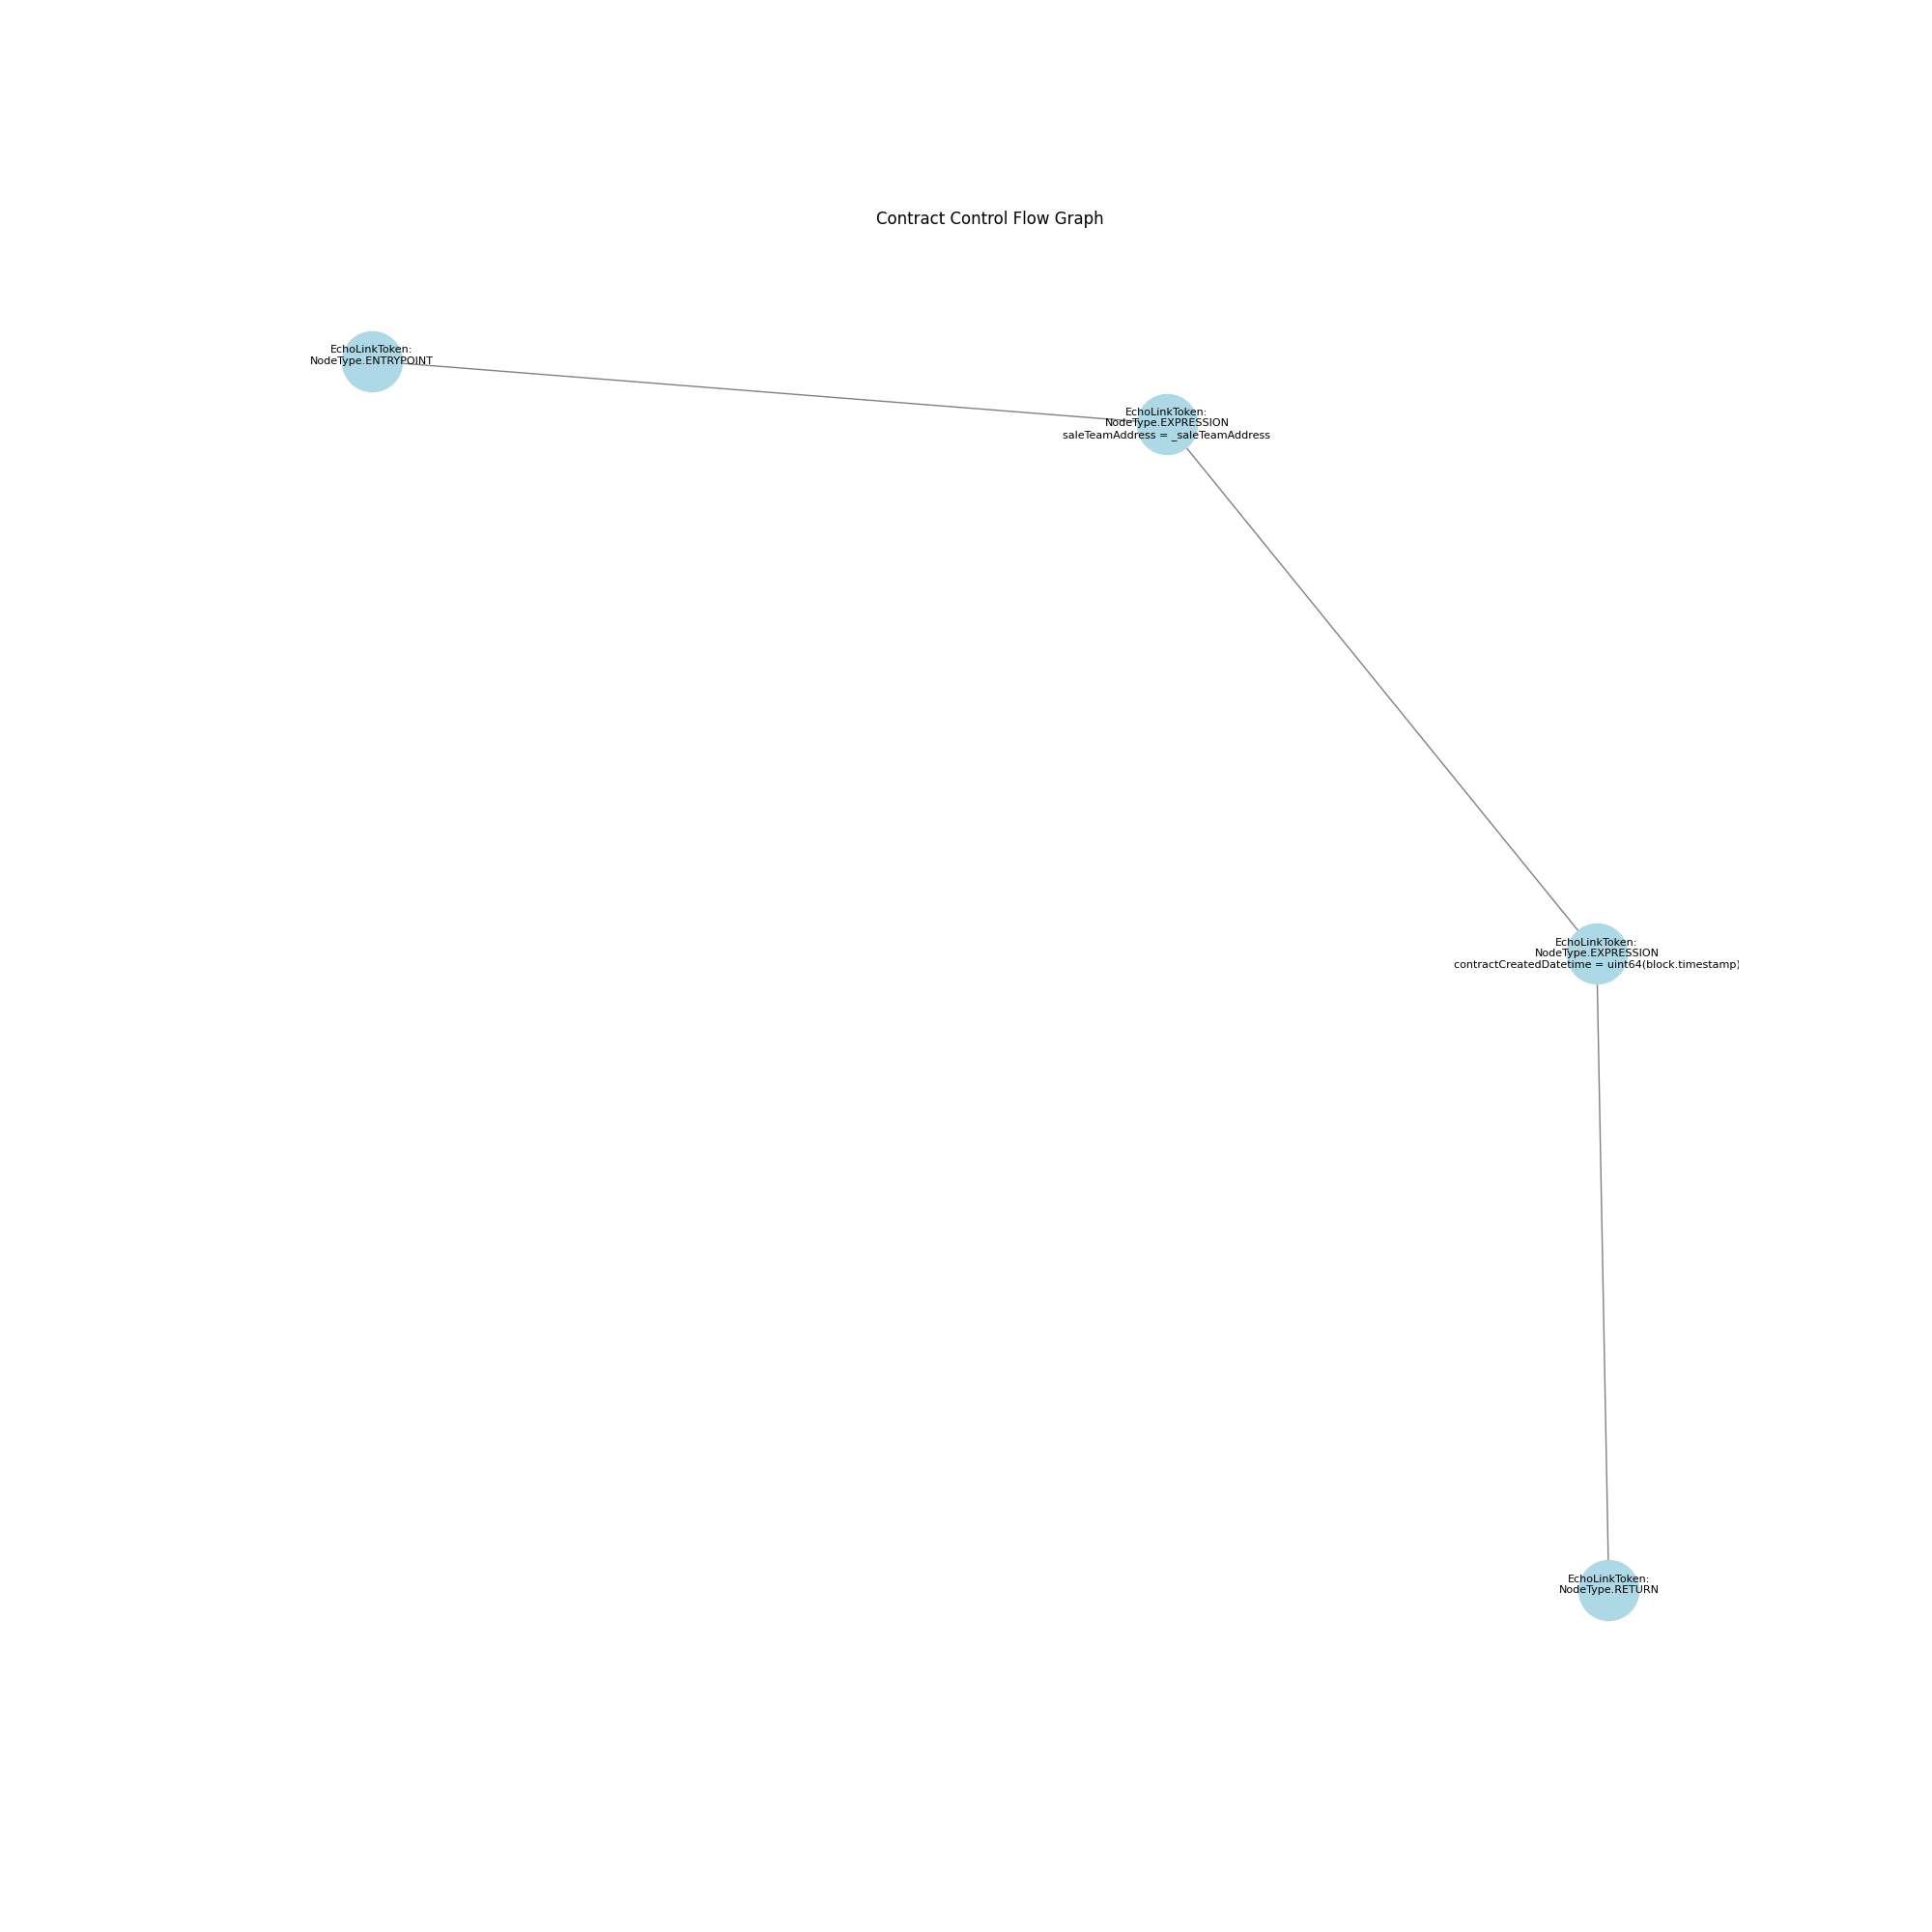 Contract Control Flow Graph
EchoLinkToken:
NodeType.ENTRYPOINT
EchoLinkToken:
NodeType.EXPRESSION
saleTeamAddress = _saleTeamAddress
EchoLinkToken:
NodeType.EXPRESSION
contractCreatedDatetime = uint64(block.timestamp)
EchoLinkToken:
NodeType.RETURN